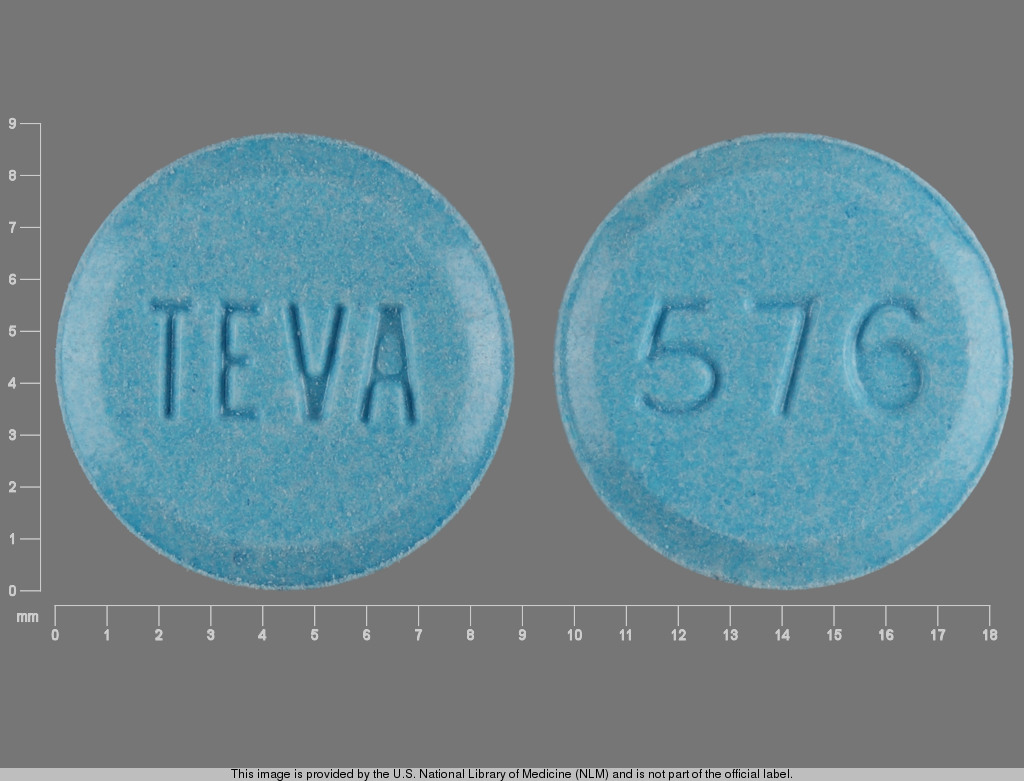 TEVA
576
9
8
7
6
5
4
3
2
1
0
mm
0 1 2 3 4 5 6 7 8 9 10 11 12 13 14 15 16 17 18
This image is provided by the U.S. National Library of Medicine (NLM) and is not part of the official label.